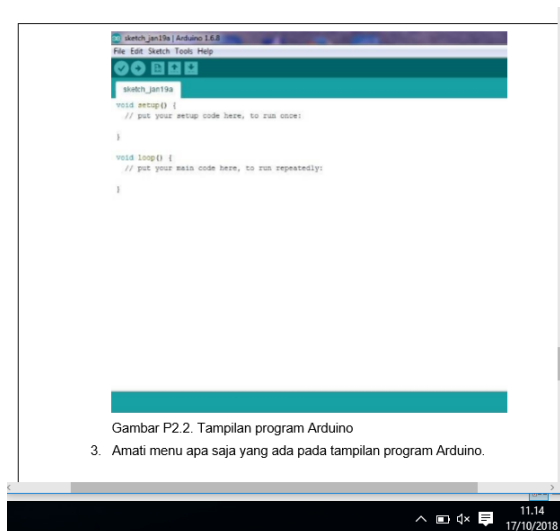 sketch_jan19a | Arduino 1.6.8
File Edit Sketch Tools Help
sketch_jan19a
void setup() {
// put your setup code here, to run once:
}
void loop() {
// put your main code here, to run repeatedly:
}
Gambar P2.2. Tampilan program Arduino
3. Amati menu apa saja yang ada pada tampilan program Arduino.
11.14
17/10/2018